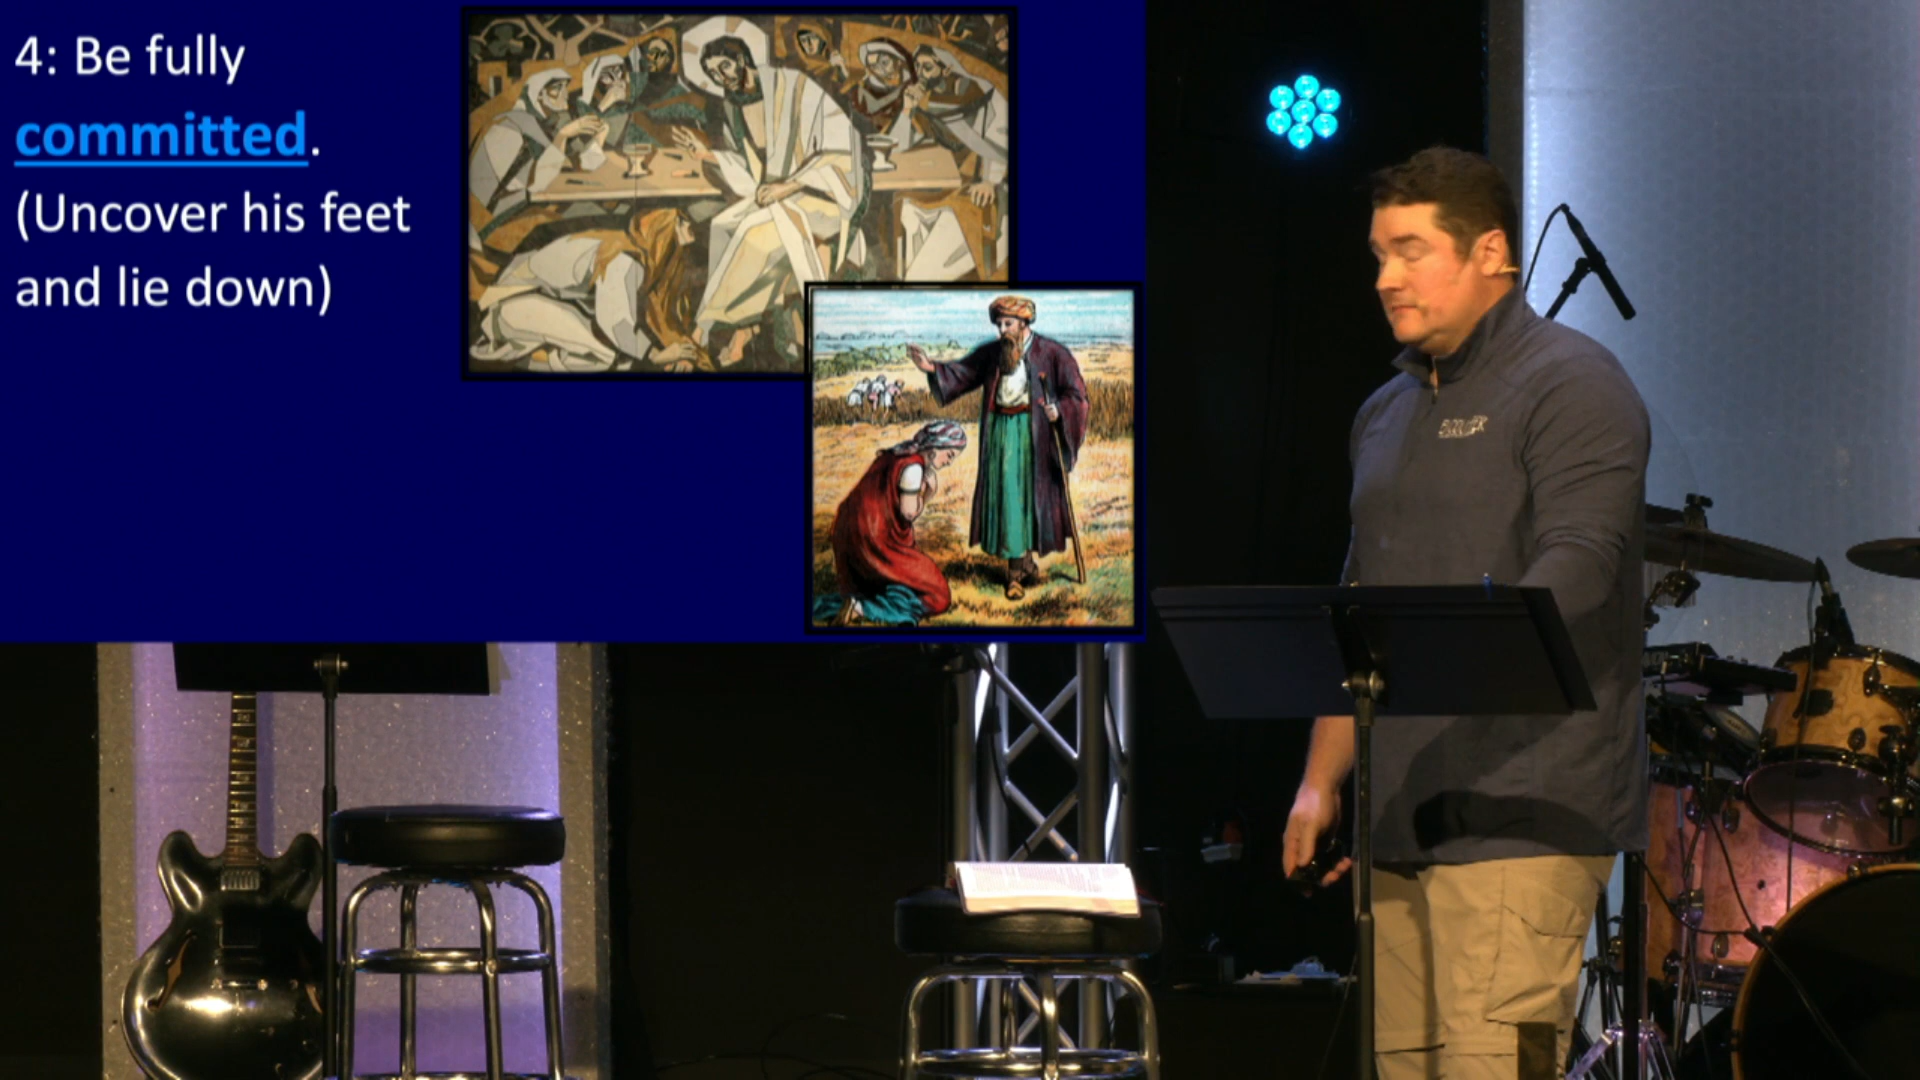 4: Be fully
committed.
(Uncover his feet
and lie down)